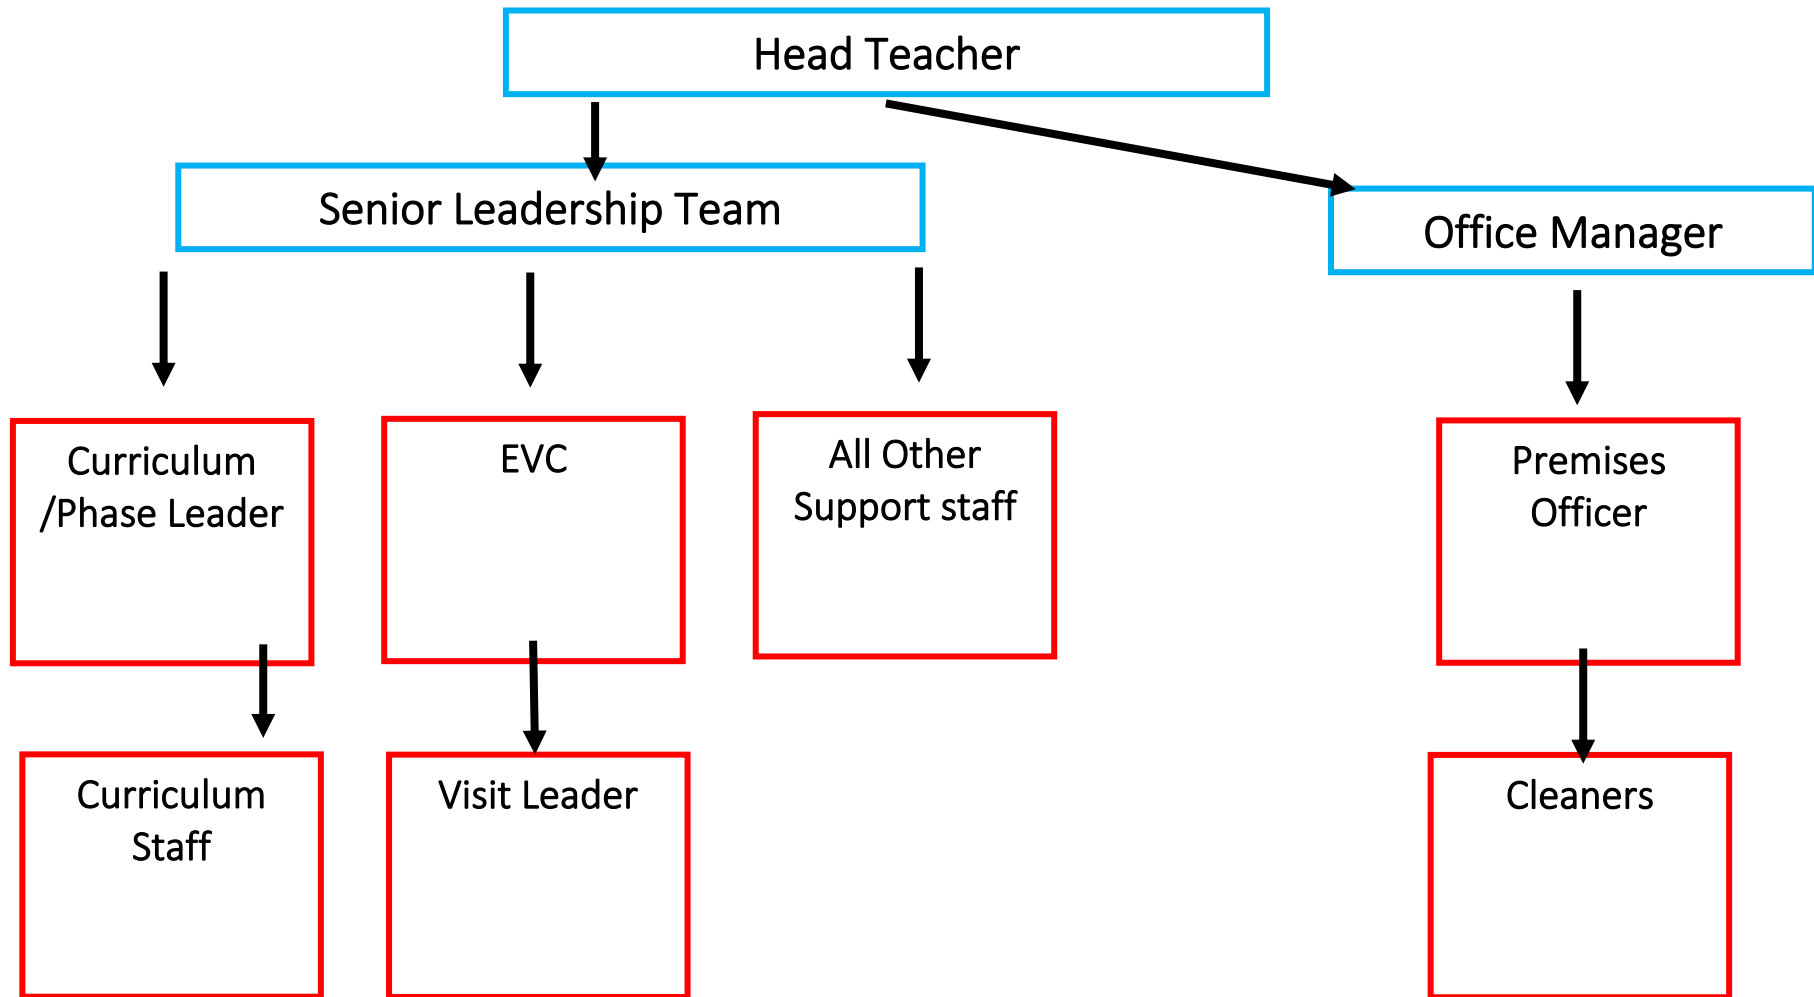 Head Teacher
Senior Leadership Team
Office Manager
Curriculum
/Phase Leader
EVC
All Other
Support staff
Premises
Officer
Curriculum
Staff
Visit Leader
Cleaners